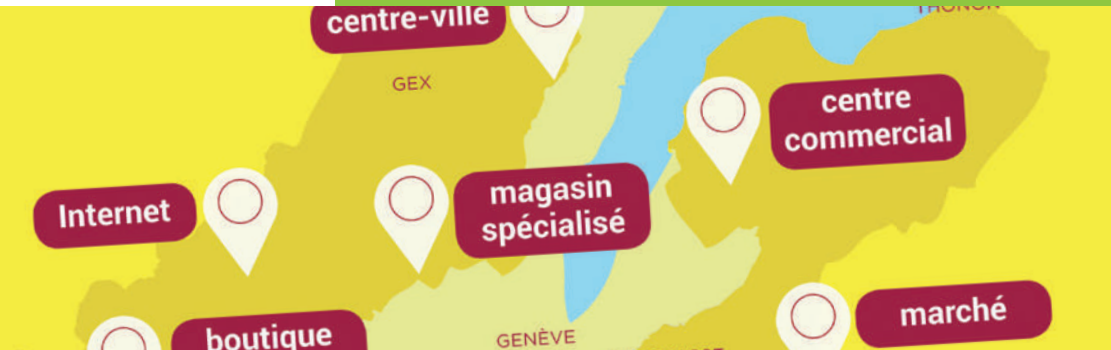 centre-ville
THONON
GEX
centre
commercial
Internet
magasin
spécialisé
marché
boutique
GENÈVE